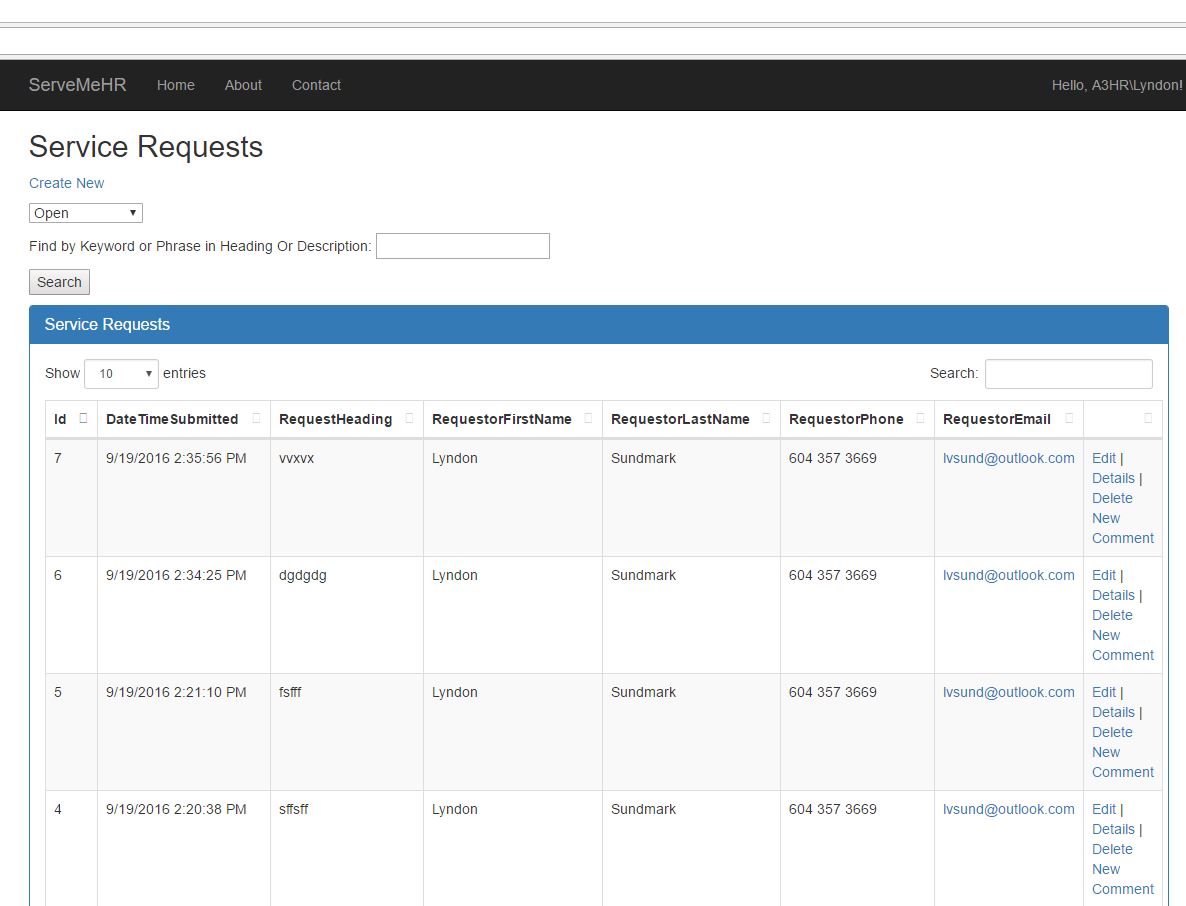 ServeMeHR Home About Contact Hello, A3HR\Lyndon!
Service Requests
Create New
Open
Find by Keyword or Phrase in Heading Or Description:
Search
Service Requests
Show 10 entries Search:
Id DateTimeSubmitted RequestHeading RequestorFirstName RequestorLastName RequestorPhone RequestorEmail
7 9/19/2016 2:35:56 PM vvxvx Lyndon Sundmark 604 357 3669 lvsund@outlook.com Edit |
Details |
Delete
New
Comment
6 9/19/2016 2:34:25 PM dgdgdg Lyndon Sundmark 604 357 3669 lvsund@outlook.com Edit |
Details |
Delete
New
Comment
5 9/19/2016 2:21:10 PM fsfff Lyndon Sundmark 604 357 3669 lvsund@outlook.com Edit |
Details |
Delete
New
Comment
4 9/19/2016 2:20:38 PM sffsff Lyndon Sundmark 604 357 3669 lvsund@outlook.com Edit |
Details |
Delete
New
Comment